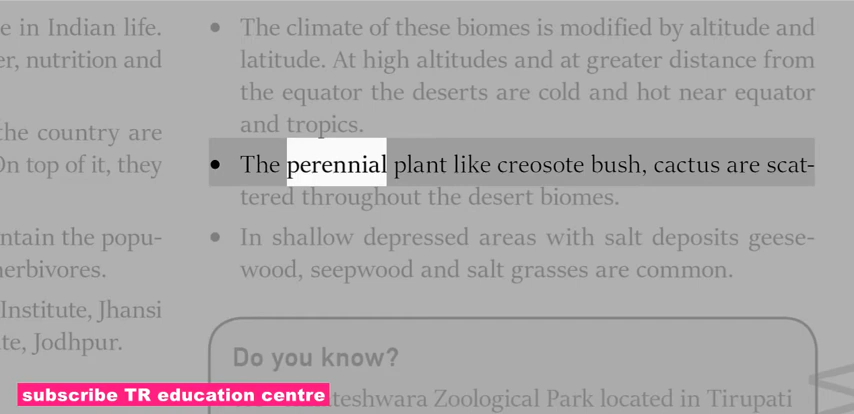 e in Indian life.
er, nutrition and
the country are
On top of it, they
ntain the popu-
herbivores.
Institute, Jhansi
te, Jodhpur.
• The climate of these biomes is modified by altitude and
latitude. At high altitudes and at greater distance from
the equator the deserts are cold and hot near equator
and tropics.
• The perennial plant like creosote bush, cactus are scat-
tered throughout the desert biomes.
• In shallow depressed areas with salt deposits geese-
wood, seepwood and salt grasses are common.
Do you know?
ateshwara Zoological Park located in Tirupati
subscribe TR education centre